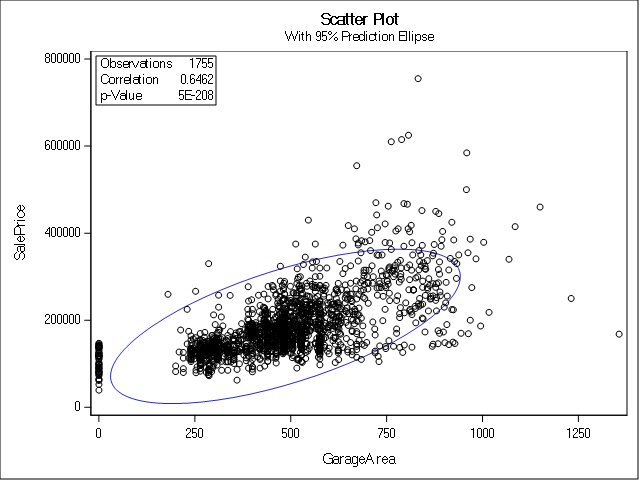 Scatter Plot
With 95% Prediction Ellipse
Observations 1755
Correlation 0.6462
p-Value 5E-208
800000
600000
400000
200000
0
SalePrice
0 250 500 750 1000 1250
GarageArea